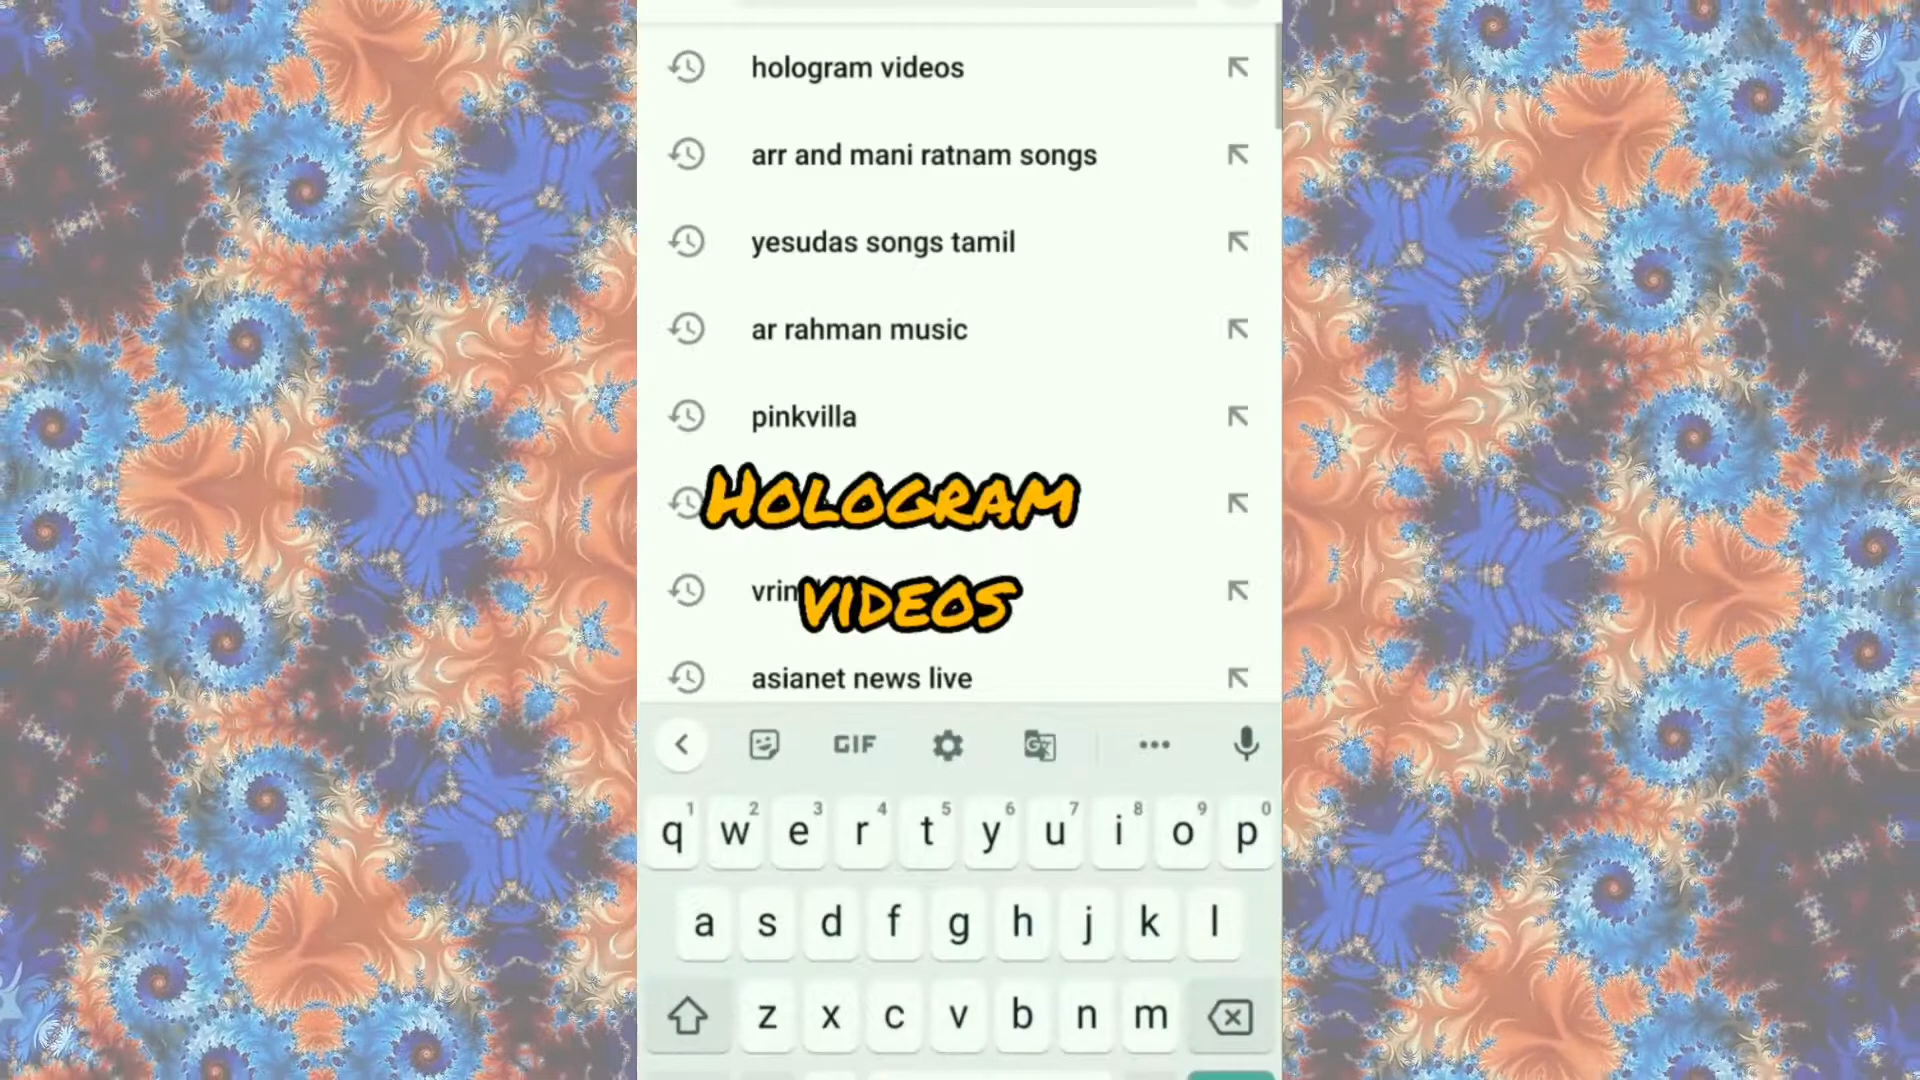 hologram videos
arr and mani ratnam songs
yesudas songs tamil
ar rahman music
pinkvilla
HOLOGRAM
VIDEOS
asianet news live
GIF
1 2 3 4 5 6 7 8 9 0
q w e r t y u i o p
a s d f g h j k l
z x c v b n m